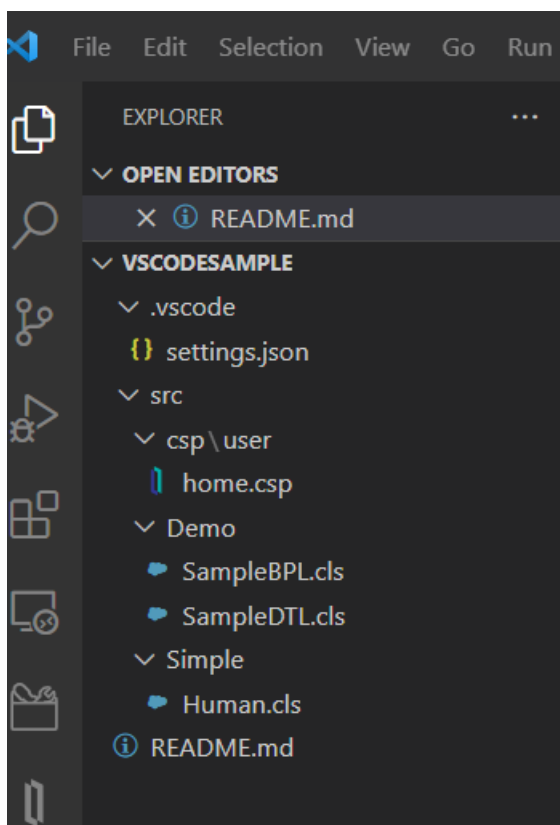 File Edit Selection View Go Run
EXPLORER
OPEN EDITORS
README.md
VSCODESAMPLE
.vscode
settings.json
src
csp\user
home.csp
Demo
SampleBPL.cls
SampleDTL.cls
Simple
Human.cls
README.md